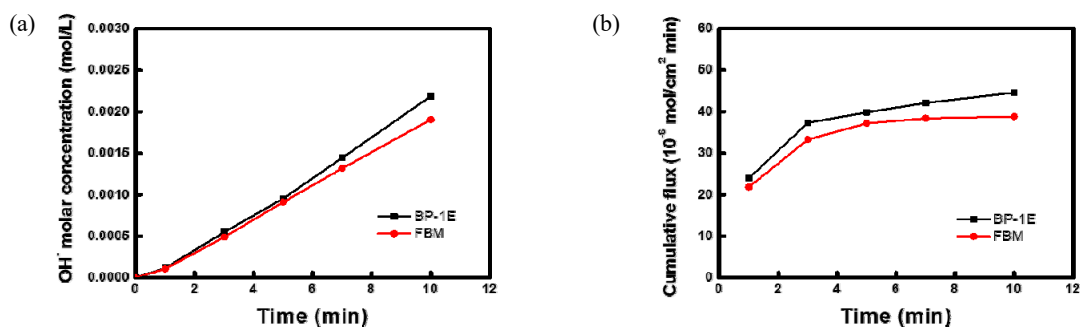 (a)
OH⁻ molar concentration (mol/L)
0.0030
0.0025
0.0020
0.0015
0.0010
0.0005
0.0000
BP-1E
FBM
0 2 4 6 8 10 12
Time (min)
(b)
Cumulative flux (10⁻⁶ mol/cm² min)
60
50
40
30
20
10
0
BP-1E
FBM
0 2 4 6 8 10 12
Time (min)